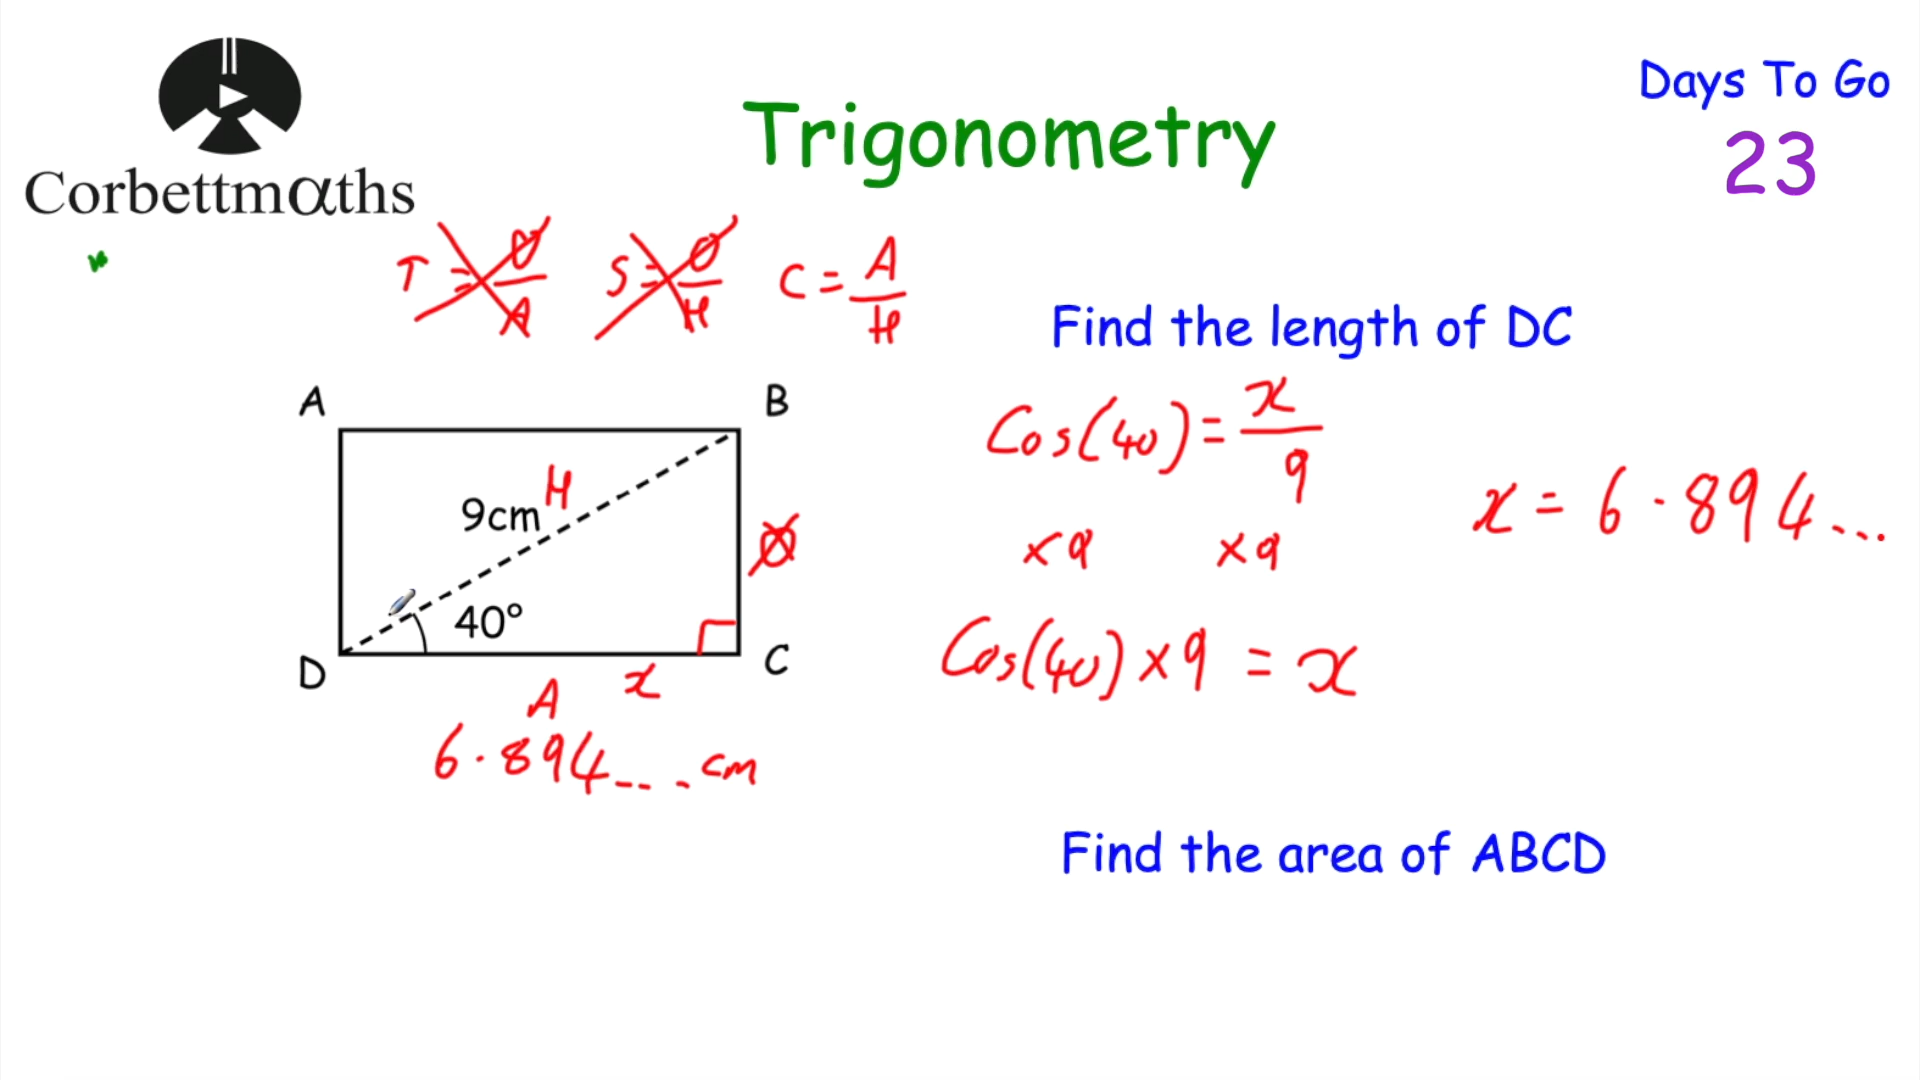 Corbettmαths
Trigonometry
Days To Go
23
T = O/A S = O/H C = A/H
Find the length of DC
A B
Cos(40) = x/9
9cm H
O
x = 6.894...
×9 ×9
40°
D C
A x
Cos(40) × 9 = x
6.894... cm
Find the area of ABCD